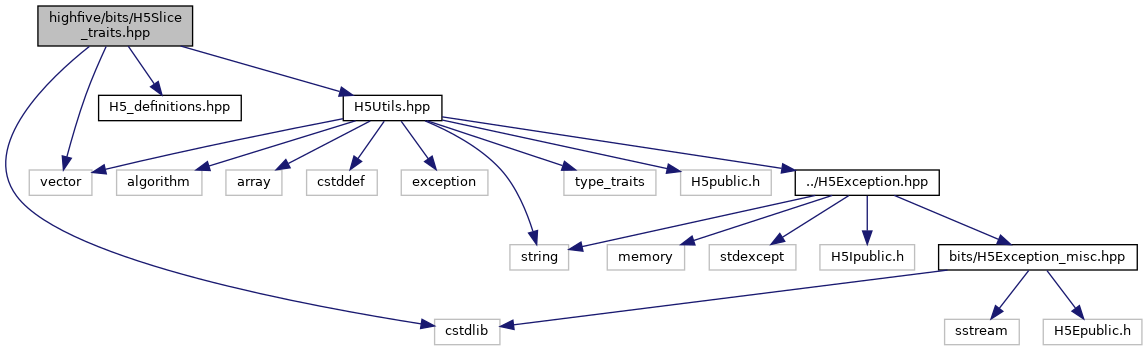 highfive/bits/H5Slice
_traits.hpp
H5_definitions.hpp
H5Utils.hpp
vector
algorithm
array
cstddef
exception
type_traits
H5public.h
../H5Exception.hpp
string
memory
stdexcept
H5Ipublic.h
bits/H5Exception_misc.hpp
cstdlib
sstream
H5Epublic.h